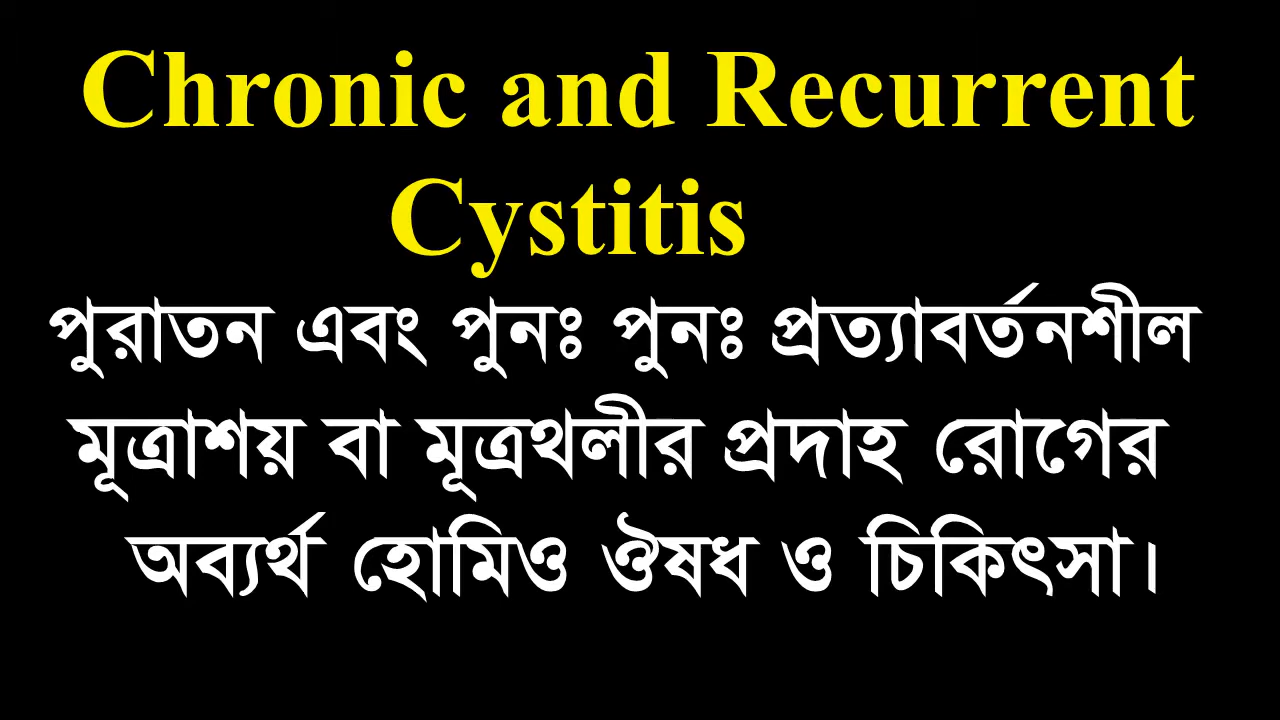 Chronic and Recurrent
Cystitis
পুরাতন এবং পুনঃ পুনঃ প্রত্যাবর্তনশীল
মূত্রাশয় বা মূত্রথলীর প্রদাহ রোগের
অব্যর্থ হোমিও ঔষধ ও চিকিৎসা।